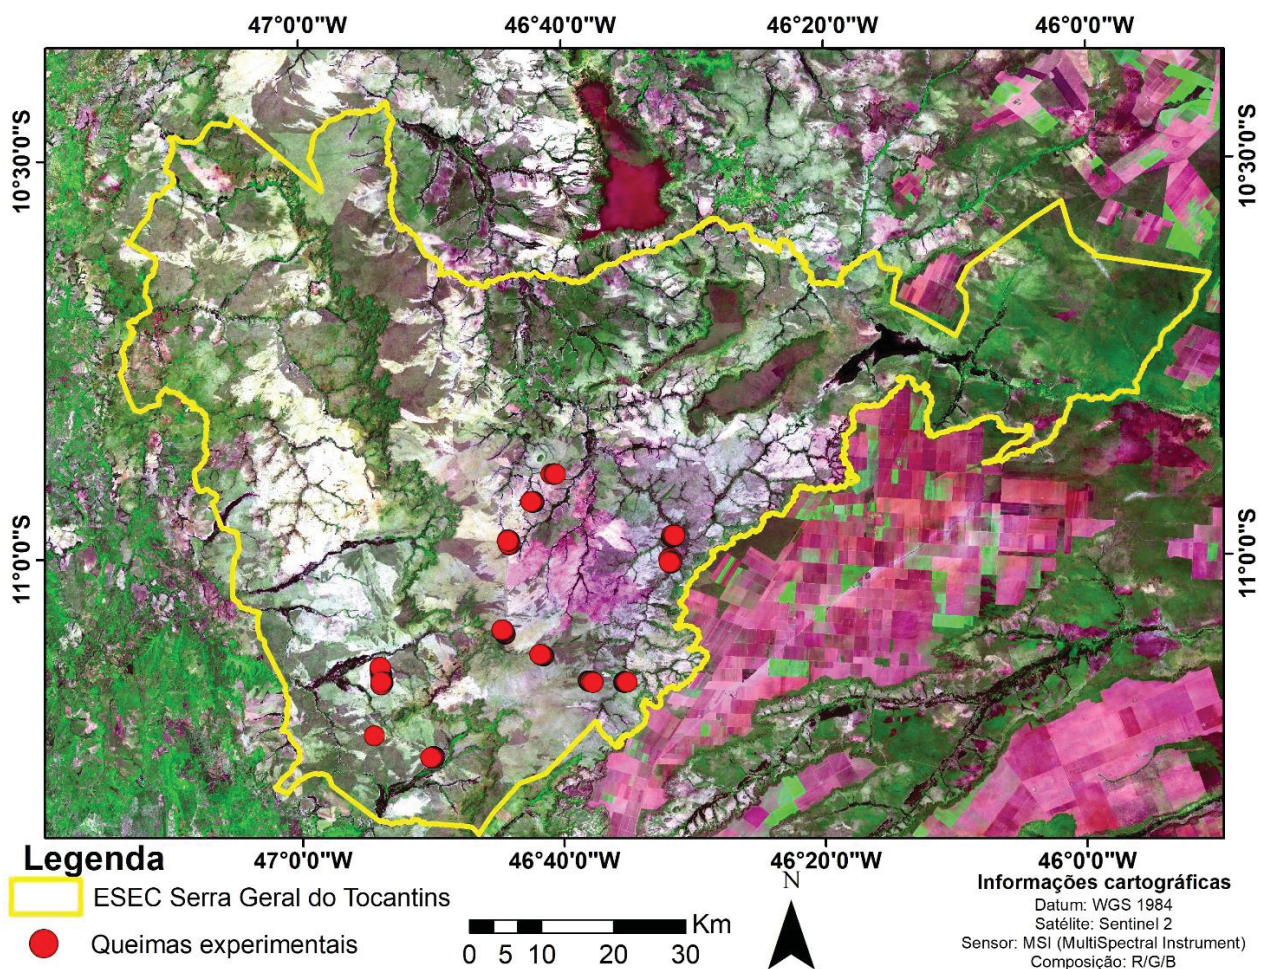 47°0'0"W 46°40'0"W 46°20'0"W 46°0'0"W
10°30'0"S
10°30'0"S
11°0'0"S
11°0'0"S
47°0'0"W 46°40'0"W 46°20'0"W 46°0'0"W
Legenda
ESEC Serra Geral do Tocantins
Queimas experimentais
Km
0 5 10 20 30
N
Informações cartográficas
Datum: WGS 1984
Satélite: Sentinel 2
Sensor: MSI (MultiSpectral Instrument)
Composição: R/G/B